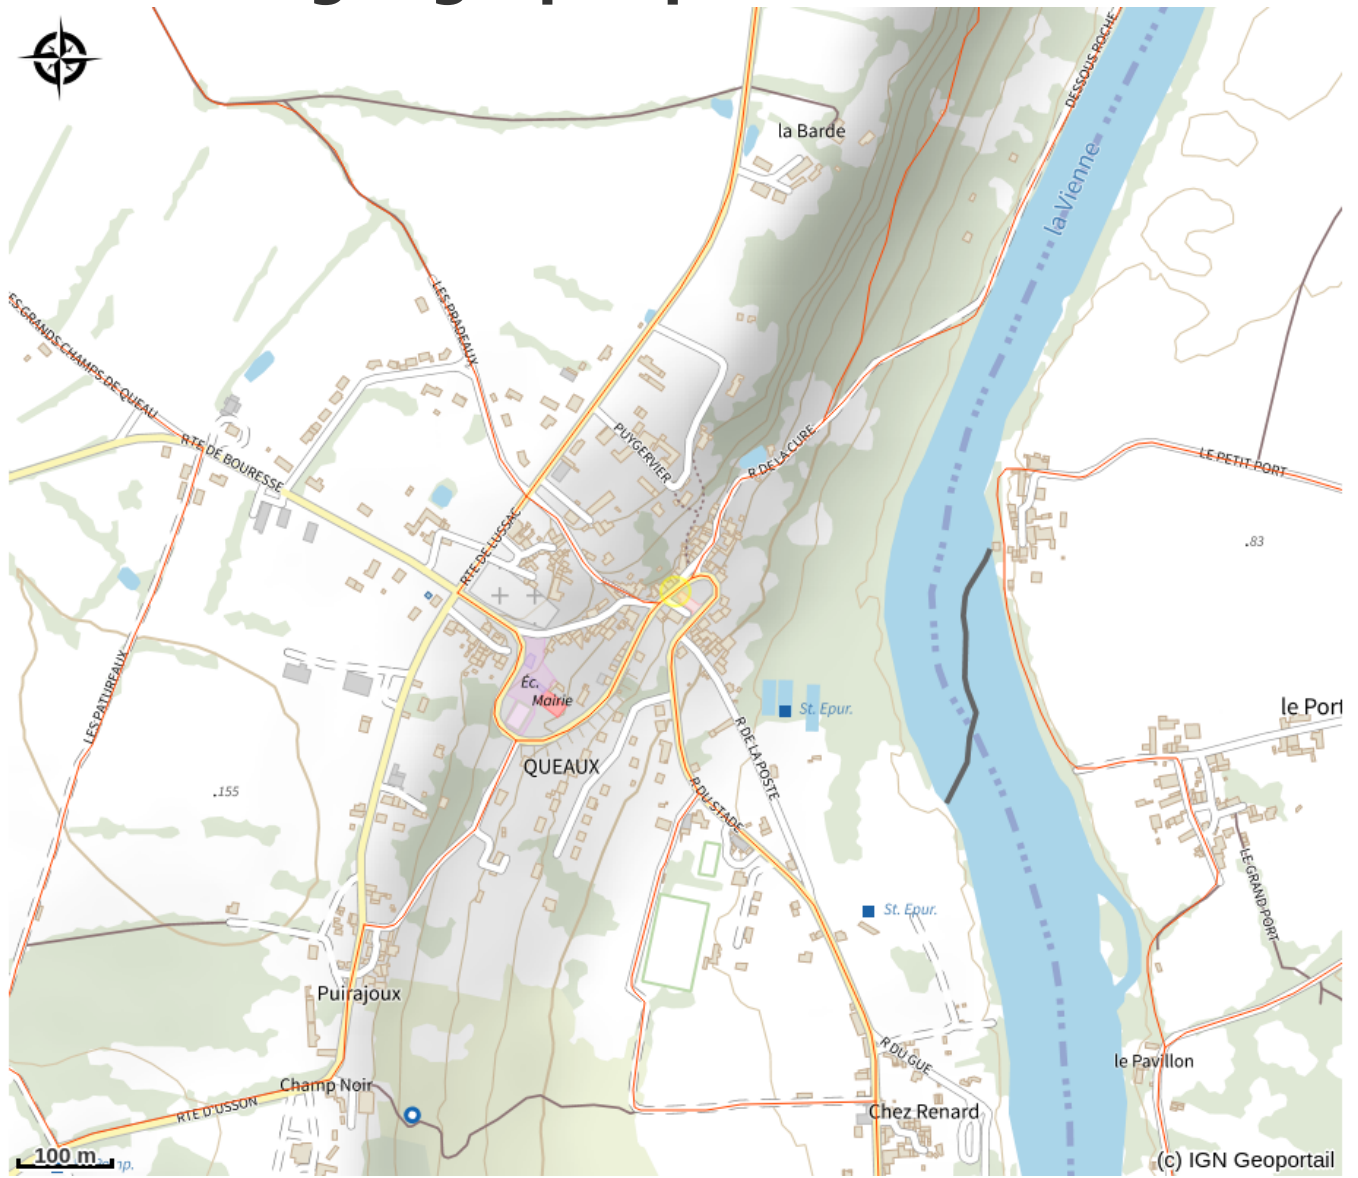 la Barde
DESSOUS ROCHE
la Vienne
LES PRADEAUX
ES GRANDS CHAMPS DE QUEAU
RTE DE BOURESSE
PUYGERVIER
R DE LA CURE
LE PETIT PORT
RTE DE LUSSAC
.83
LES PATUREAUX
Éc.
Mairie
St. Epur.
le Port
R DE LA POSTE
QUEAUX
.155
R DU STADE
LE GRAND PORT
St. Epur.
Puirajoux
R DU GUE
le Pavillon
Champ Noir
RTE D'USSON
Chez Renard
100 m
(c) IGN Geoportail